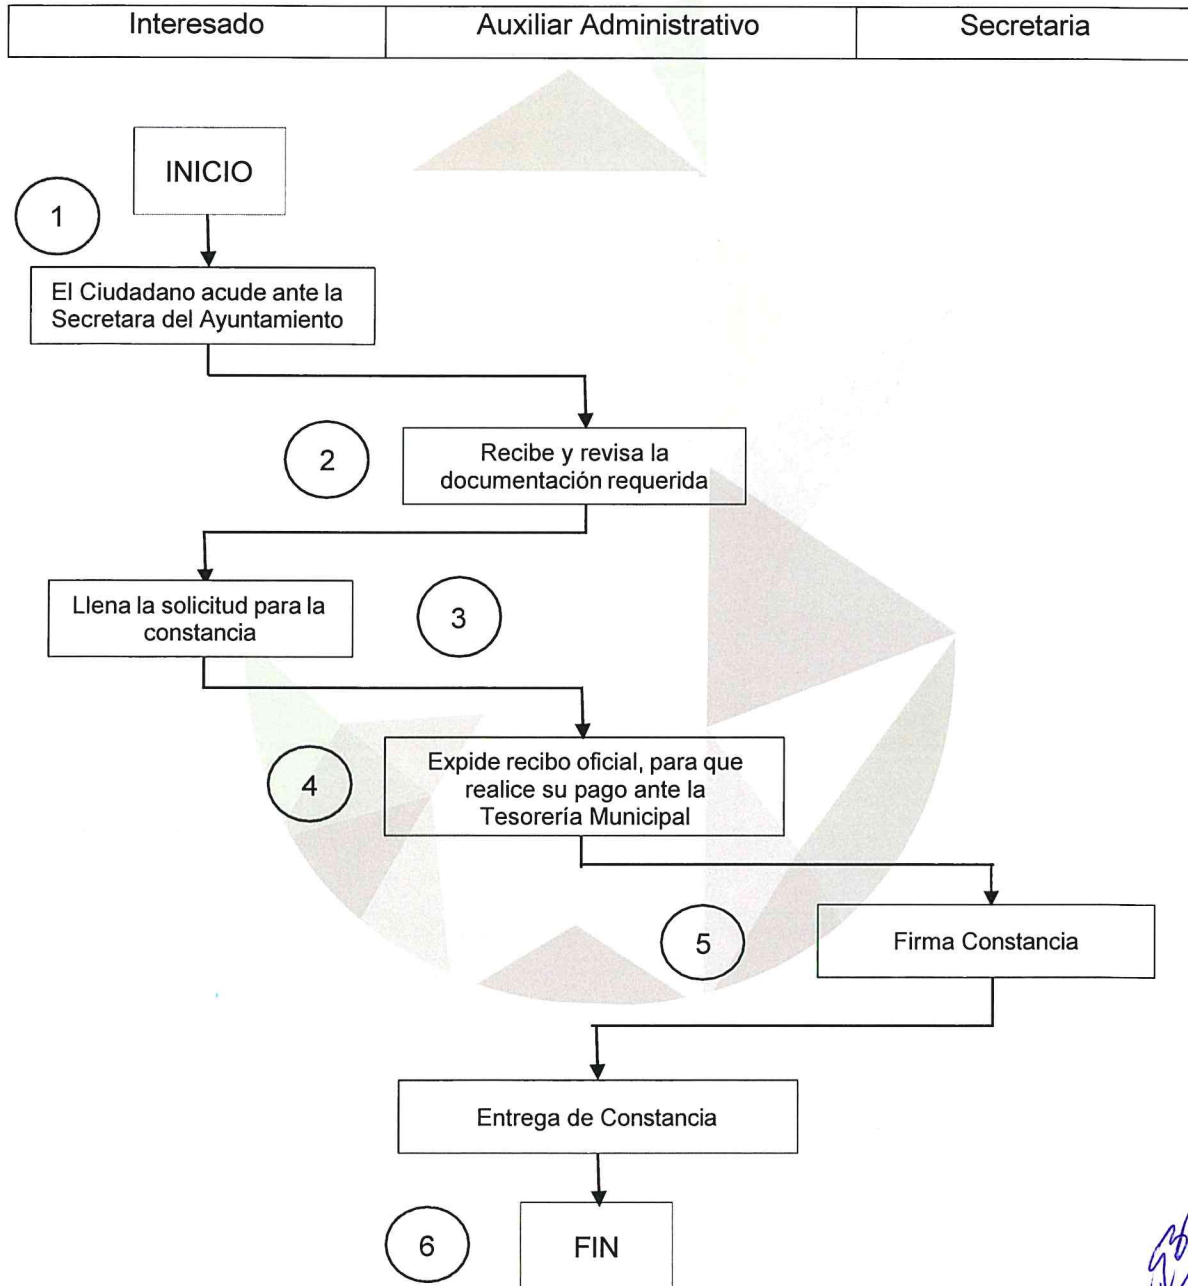 Interesado Auxiliar Administrativo Secretaria
INICIO
1
El Ciudadano acude ante la
Secretara del Ayuntamiento
2
Recibe y revisa la
documentación requerida
Llena la solicitud para la
constancia
3
4
Expide recibo oficial, para que
realice su pago ante la
Tesorería Municipal
5
Firma Constancia
Entrega de Constancia
6
FIN